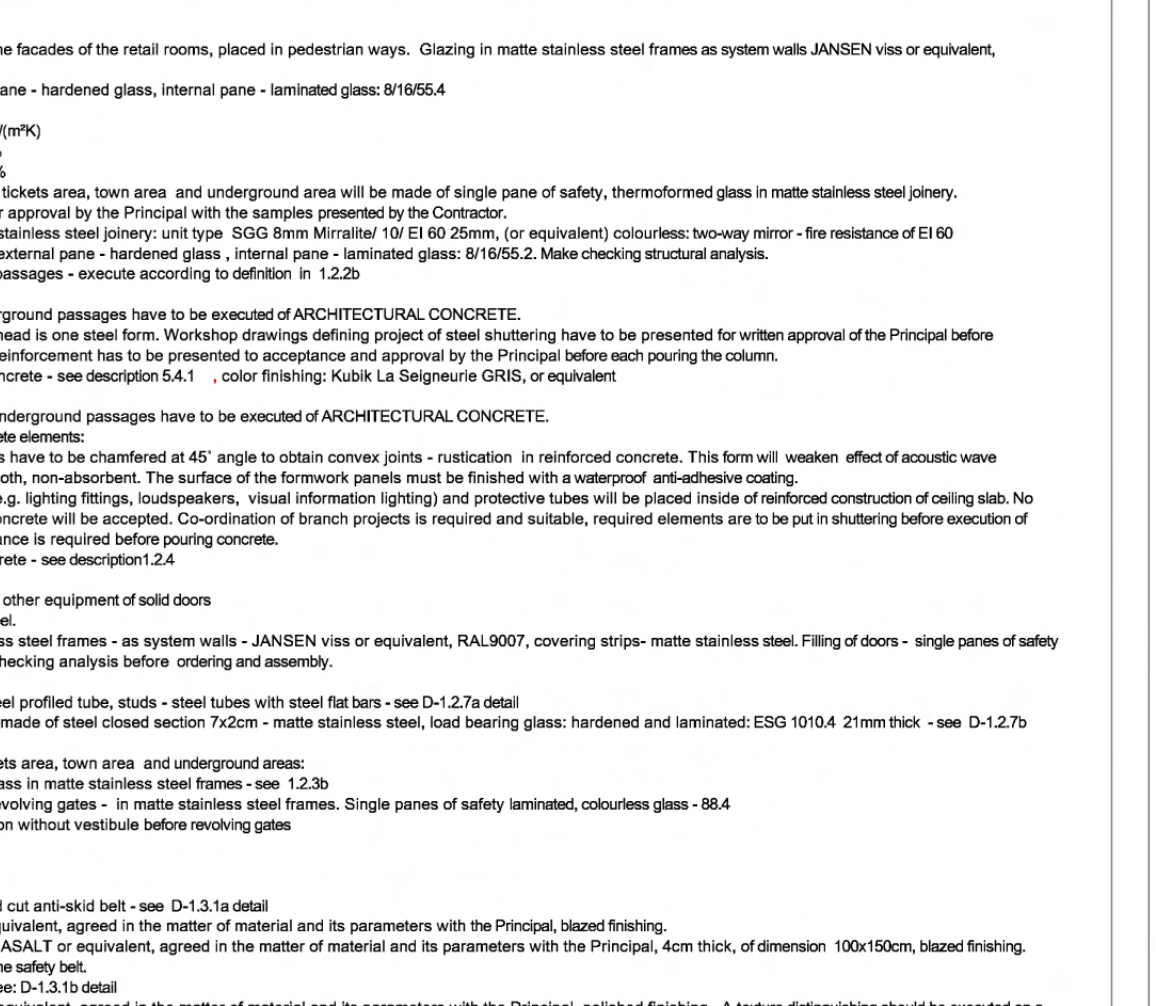 facades of the retail rooms, placed in pedestrian ways. Glazing in matte stainless steel frames as system walls JANSEN viss or equivalent,
- hardened glass, internal pane - laminated glass: 8/16/55.4
/(m²K)
%
tickets area, town area and underground area will be made of single pane of safety, thermoformed glass in matte stainless steel joinery.
approval by the Principal with the samples presented by the Contractor.
stainless steel joinery: unit type SGG 8mm Mirralite/ 10/ EI 60 25mm, (or equivalent) colourless: two-way mirror - fire resistance of EI 60
external pane - hardened glass , internal pane - laminated glass: 8/16/55.2. Make checking structural analysis.
passages - execute according to definition in 1.2.2b
ground passages have to be executed of ARCHITECTURAL CONCRETE.
head is one steel form. Workshop drawings defining project of steel shuttering have to be presented for written approval of the Principal before
einforcement has to be presented to acceptance and approval by the Principal before each pouring the column.
ncrete - see description 5.4.1 , color finishing: Kubik La Seigneurie GRIS, or equivalent
nderground passages have to be executed of ARCHITECTURAL CONCRETE.
ete elements:
s have to be chamfered at 45° angle to obtain convex joints - rustication in reinforced concrete. This form will weaken effect of acoustic wave
oth, non-absorbent. The surface of the formwork panels must be finished with a waterproof anti-adhesive coating.
e.g. lighting fittings, loudspeakers, visual information lighting) and protective tubes will be placed inside of reinforced construction of ceiling slab. No
oncrete will be accepted. Co-ordination of branch projects is required and suitable, required elements are to be put in shuttering before execution of
ance is required before pouring concrete.
rete - see description1.2.4
other equipment of solid doors
el.
ss steel frames - as system walls - JANSEN viss or equivalent, RAL9007, covering strips- matte stainless steel. Filling of doors - single panes of safety
hecking analysis before ordering and assembly.
el profiled tube, studs - steel tubes with steel flat bars - see D-1.2.7a detail
made of steel closed section 7x2cm - matte stainless steel, load bearing glass: hardened and laminated: ESG 1010.4 21mm thick - see D-1.2.7b
ets area, town area and underground areas:
ass in matte stainless steel frames - see 1.2.3b
evolving gates - in matte stainless steel frames. Single panes of safety laminated, colourless glass - 88.4
on without vestibule before revolving gates
cut anti-skid belt - see D-1.3.1a detail
quivalent, agreed in the matter of material and its parameters with the Principal, blazed finishing.
ASALT or equivalent, agreed in the matter of material and its parameters with the Principal, 4cm thick, of dimension 100x150cm, blazed finishing.
he safety belt.
ee: D-1.3.1b detail